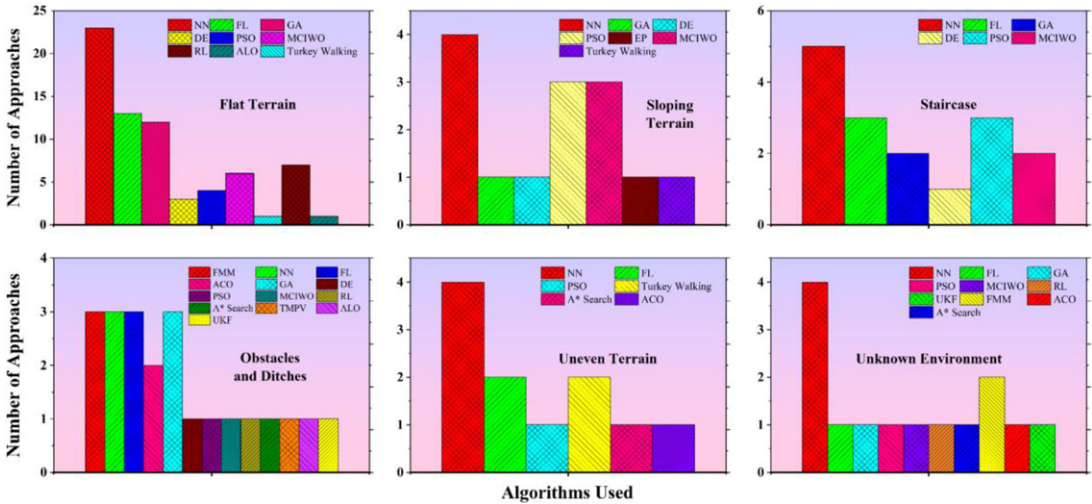 Number of Approaches
25
20
15
10
5
0
NN FL GA
DE PSO MCIWO
RL ALO Turkey Walking
Flat Terrain
4
3
2
1
0
NN GA DE
PSO EP MCIWO
Turkey Walking
Sloping
Terrain
6
4
2
0
NN FL GA
DE PSO MCIWO
Staircase
Number of Approaches
4
3
2
1
0
FMM NN FL
ACO GA DE
PSO MCIWO RL
A* Search TMPV ALO
UKF
Obstacles
and Ditches
4
2
0
NN FL
PSO Turkey Walking
A* Search ACO
Uneven Terrain
4
2
0
NN FL GA
PSO MCIWO RL
UKF FMM ACO
A* Search
Unknown Environment
Algorithms Used